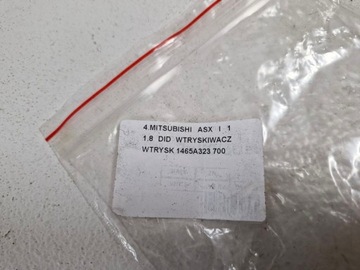 4.MITSUBISHI ASX I 1
1.8 DID WTRYSKIWACZ
WTRYSK 1465A323 700